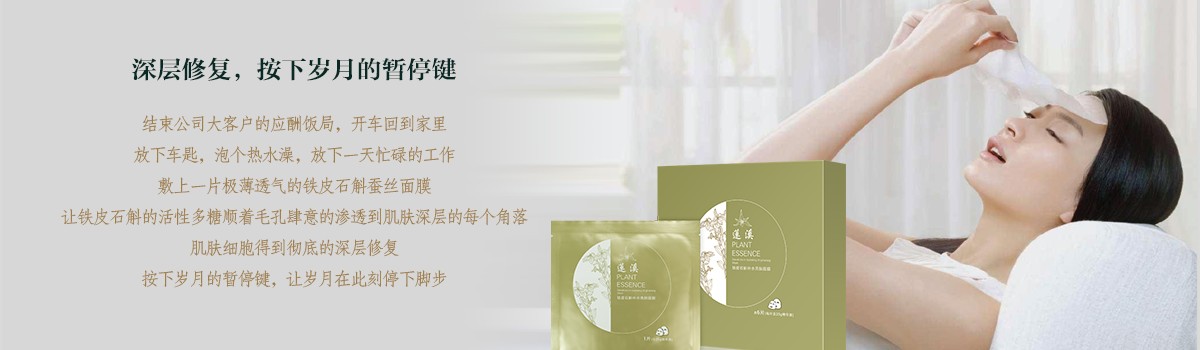 深层修复，按下岁月的暂停键
结束公司大客户的应酬饭局，开车回到家里
放下车匙，泡个热水澡，放下一天忙碌的工作
敷上一片极薄透气的铁皮石斛蚕丝面膜
让铁皮石斛的活性多糖顺着毛孔肆意的渗透到肌肤深层的每个角落
肌肤细胞得到彻底的深层修复
按下岁月的暂停键，让岁月在此刻停下脚步
PLANT
ESSENCE
PLANT
ESSENCE